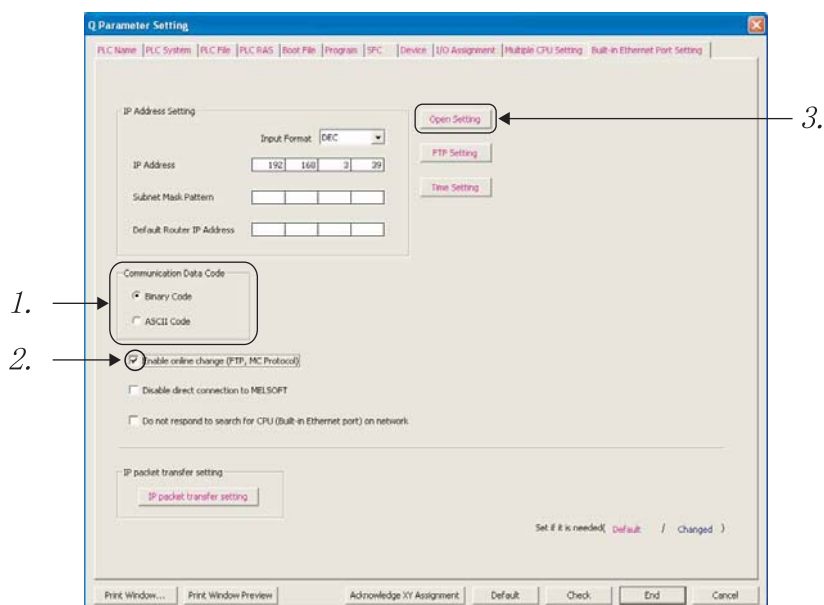 Q Parameter Setting
PLC Name PLC System PLC File PLC RAS Boot File Program SFC Device I/O Assignment Multiple CPU Setting Built-in Ethernet Port Setting
IP Address Setting
Input Format DEC
IP Address 192 168 3 39
Subnet Mask Pattern
Default Router IP Address
Open Setting
FTP Setting
Time Setting
3.
Communication Data Code
Binary Code
ASCII Code
1.
2.
Enable online change (FTP, MC Protocol)
Disable direct connection to MELSOFT
Do not respond to search for CPU (Built-in Ethernet port) on network
IP packet transfer setting
IP packet transfer setting
Set if it is needed( Default / Changed )
Print Window... Print Window Preview Acknowledge XY Assignment Default Check End Cancel